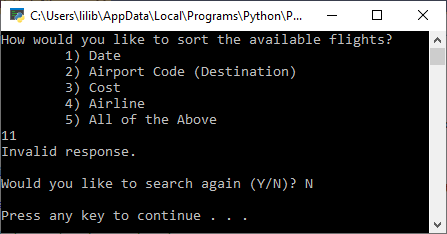 C:\Users\lilib\AppData\Local\Programs\Python\P...
How would you like to sort the available flights?
1) Date
2) Airport Code (Destination)
3) Cost
4) Airline
5) All of the Above
11
Invalid response.
Would you like to search again (Y/N)? N
Press any key to continue . . .